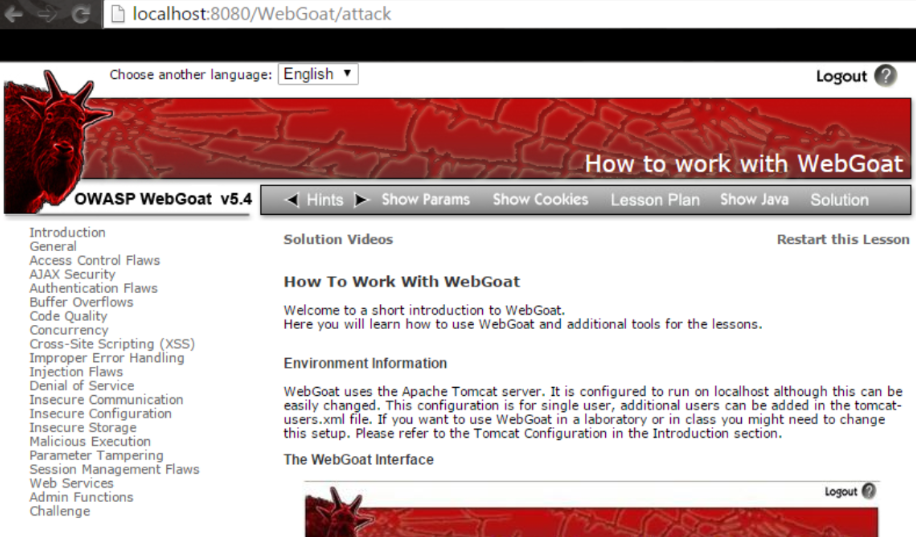 localhost:8080/WebGoat/attack
Choose another language: English
Logout ?
How to work with WebGoat
OWASP WebGoat v5.4
Hints Show Params Show Cookies Lesson Plan Show Java Solution
Introduction
General
Access Control Flaws
AJAX Security
Authentication Flaws
Buffer Overflows
Code Quality
Concurrency
Cross-Site Scripting (XSS)
Improper Error Handling
Injection Flaws
Denial of Service
Insecure Communication
Insecure Configuration
Insecure Storage
Malicious Execution
Parameter Tampering
Session Management Flaws
Web Services
Admin Functions
Challenge
Solution Videos
Restart this Lesson
How To Work With WebGoat
Welcome to a short introduction to WebGoat.
Here you will learn how to use WebGoat and additional tools for the lessons.
Environment Information
WebGoat uses the Apache Tomcat server. It is configured to run on localhost although this can be
easily changed. This configuration is for single user, additional users can be added in the tomcat-
users.xml file. If you want to use WebGoat in a laboratory or in class you might need to change
this setup. Please refer to the Tomcat Configuration in the Introduction section.
The WebGoat Interface
Logout ?